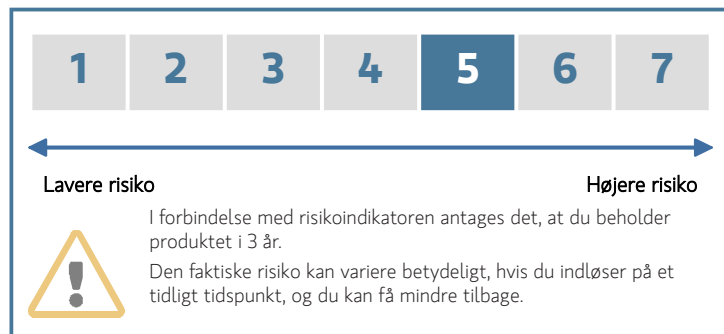 1 2 3 4 5 6 7
Lavere risiko Højere risiko
I forbindelse med risikoindikatoren antages det, at du beholder
produktet i 3 år.
Den faktiske risiko kan variere betydeligt, hvis du indløser på et
tidligt tidspunkt, og du kan få mindre tilbage.